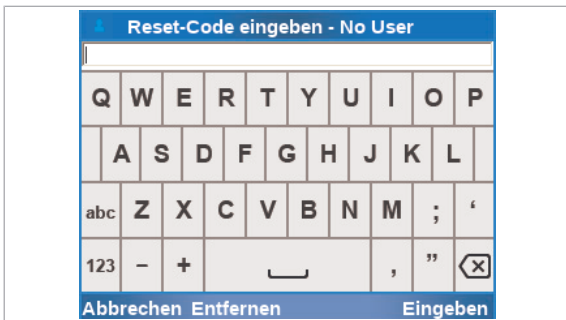 Reset-Code eingeben - No User
Q W E R T Y U I O P
A S D F G H J K L
abc Z X C V B N M ; ‘
123 - + , ”
Abbrechen Entfernen Eingeben